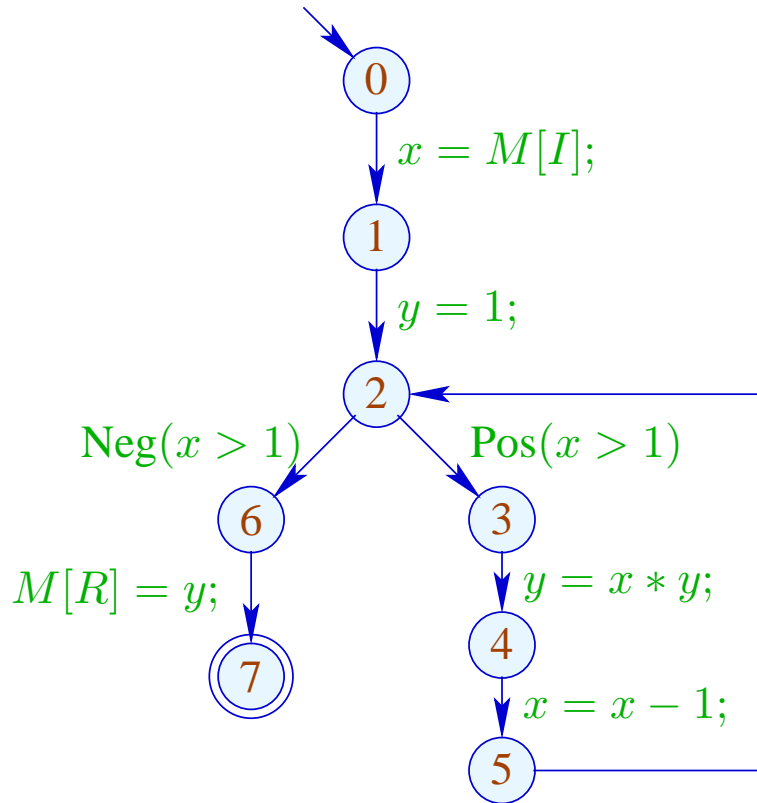 0
x = M[I];
1
y = 1;
2
Neg(x > 1) Pos(x > 1)
6 3
M[R] = y; y = x ∗ y;
4
7
x = x − 1;
5